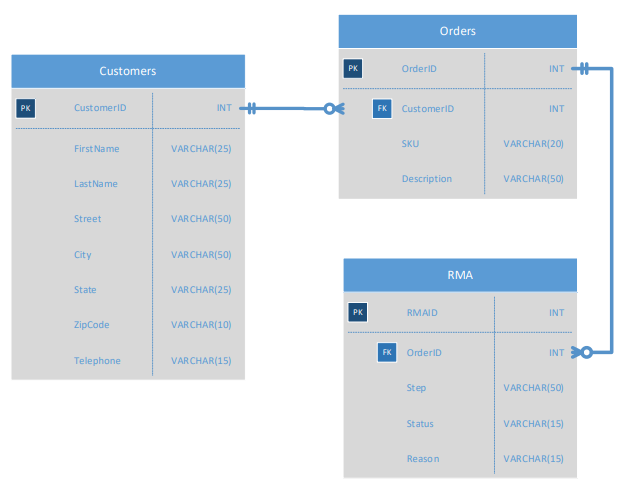 Customers
PK CustomerID INT
FirstName VARCHAR(25)
LastName VARCHAR(25)
Street VARCHAR(50)
City VARCHAR(50)
State VARCHAR(25)
ZipCode VARCHAR(10)
Telephone VARCHAR(15)
Orders
PK OrderID INT
FK CustomerID INT
SKU VARCHAR(20)
Description VARCHAR(50)
RMA
PK RMAID INT
FK OrderID INT
Step VARCHAR(50)
Status VARCHAR(15)
Reason VARCHAR(15)